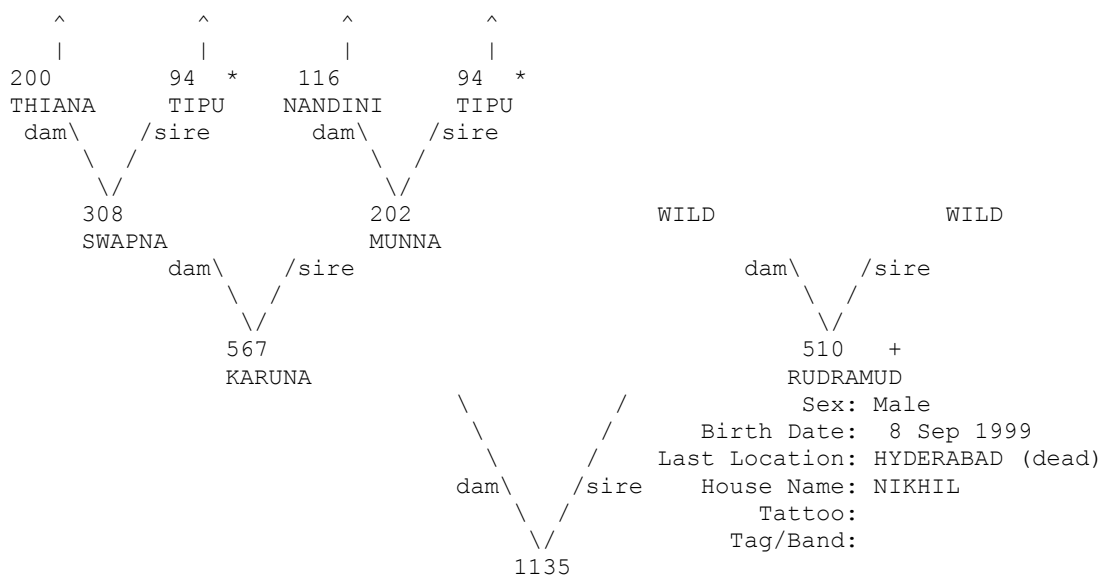 ^ ^ ^ ^
| | | |
200 94 * 116 94 *
THIANA TIPU NANDINI TIPU
dam\ /sire dam\ /sire
\ / \ /
\/ \/
308 202 WILD WILD
SWAPNA MUNNA
dam\ /sire dam\ /sire
\ / \ /
\/ \/
567 510 +
KARUNA RUDRAMUD
\ / Sex: Male
\ / Birth Date: 8 Sep 1999
\ / Last Location: HYDERABAD (dead)
dam\ /sire House Name: NIKHIL
\ / Tattoo:
\/ Tag/Band:
1135